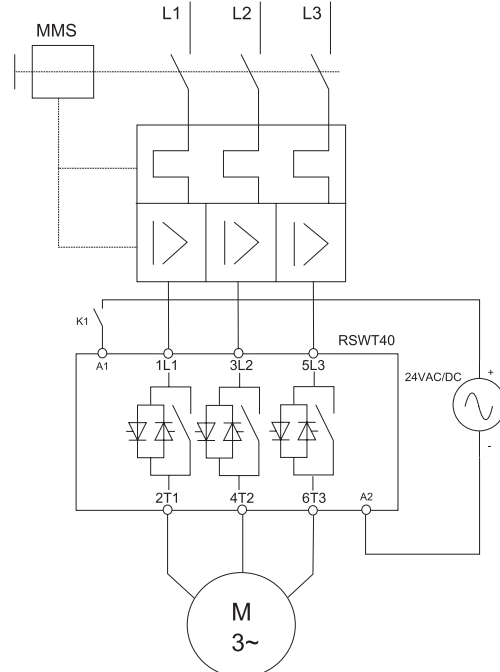 L1 L2 L3
MMS
K1
RSWT40
A1 1L1 3L2 5L3
24VAC/DC
+
-
2T1 4T2 6T3 A2
M
3~